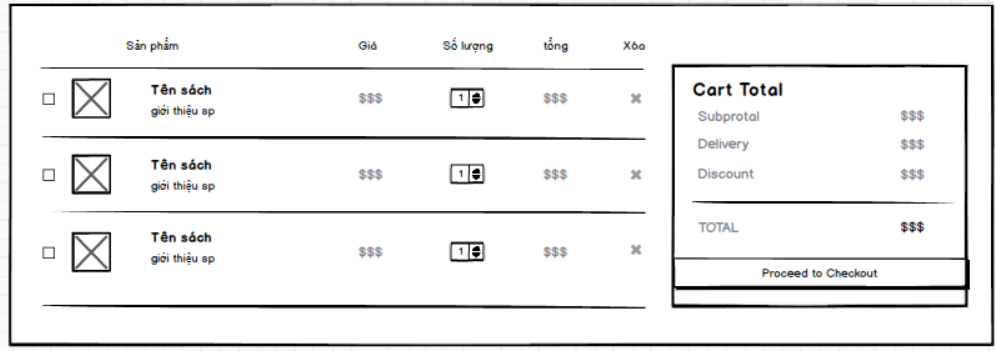 Sản phẩm Giá Số lượng tổng Xóa
Tên sách
giới thiệu sp
$$$ 1 $$$ ×
Tên sách
giới thiệu sp
$$$ 1 $$$ ×
Tên sách
giới thiệu sp
$$$ 1 $$$ ×
Cart Total
Subprotal $$$
Delivery $$$
Discount $$$
TOTAL $$$
Proceed to Checkout